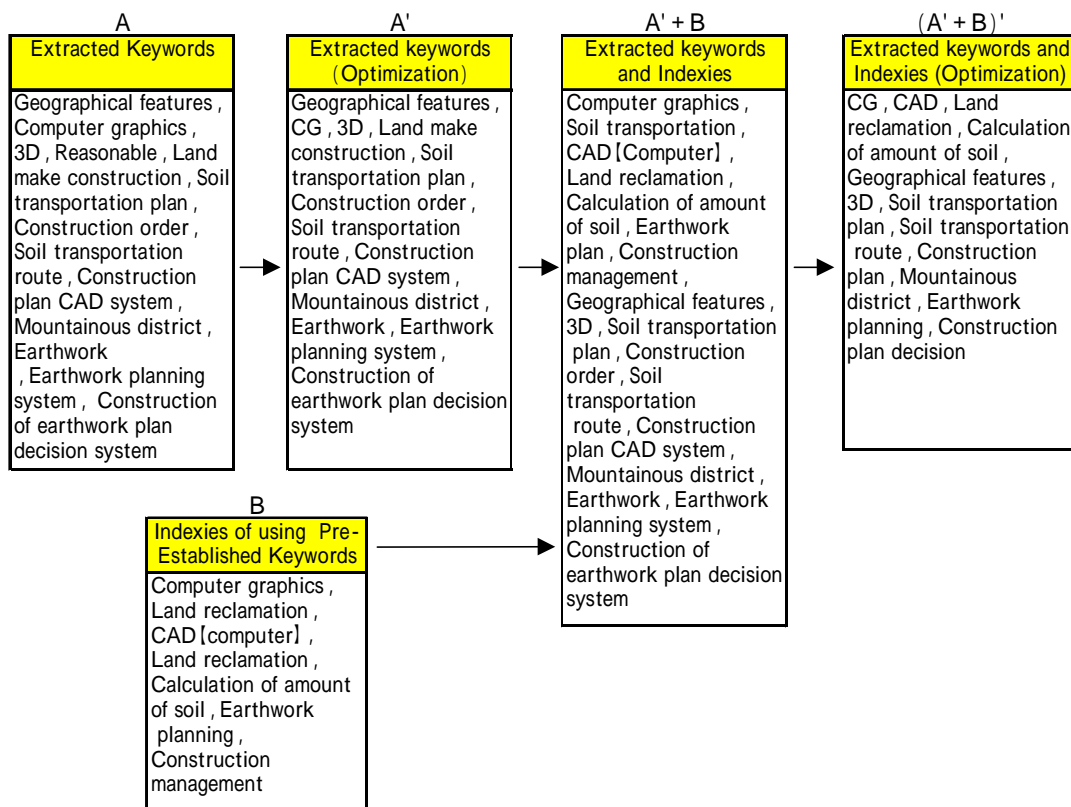 A
Extracted Keywords
Geographical features ,
Computer graphics ,
3D , Reasonable , Land
make construction , Soil
transportation plan ,
Construction order ,
Soil transportation
route , Construction
plan CAD system ,
Mountainous district ,
Earthwork
, Earthwork planning
system , Construction
of earthwork plan
decision system
A'
Extracted keywords
(Optimization)
Geographical features ,
CG , 3D , Land make
construction , Soil
transportation plan ,
Construction order ,
Soil transportation
route , Construction
plan CAD system ,
Mountainous district ,
Earthwork , Earthwork
planning system ,
Construction of
earthwork plan decision
system
A' + B
Extracted keywords
and Indexies
Computer graphics ,
Soil transportation ,
CAD【Computer】 ,
Land reclamation ,
Calculation of amount
of soil , Earthwork
plan , Construction
management ,
Geographical features ,
3D , Soil transportation
plan , Construction
order , Soil
transportation
route , Construction
plan CAD system ,
Mountainous district ,
Earthwork , Earthwork
planning system ,
Construction of
earthwork plan decision
system
(A' + B)'
Extracted keywords and
Indexies (Optimization)
CG , CAD , Land
reclamation , Calculation
of amount of soil ,
Geographical features ,
3D , Soil transportation
plan , Soil transportation
route , Construction
plan , Mountainous
district , Earthwork
planning , Construction
plan decision
B
Indexies of using Pre-
Established Keywords
Computer graphics ,
Land reclamation ,
CAD【computer】 ,
Land reclamation ,
Calculation of amount
of soil , Earthwork
planning ,
Construction
management